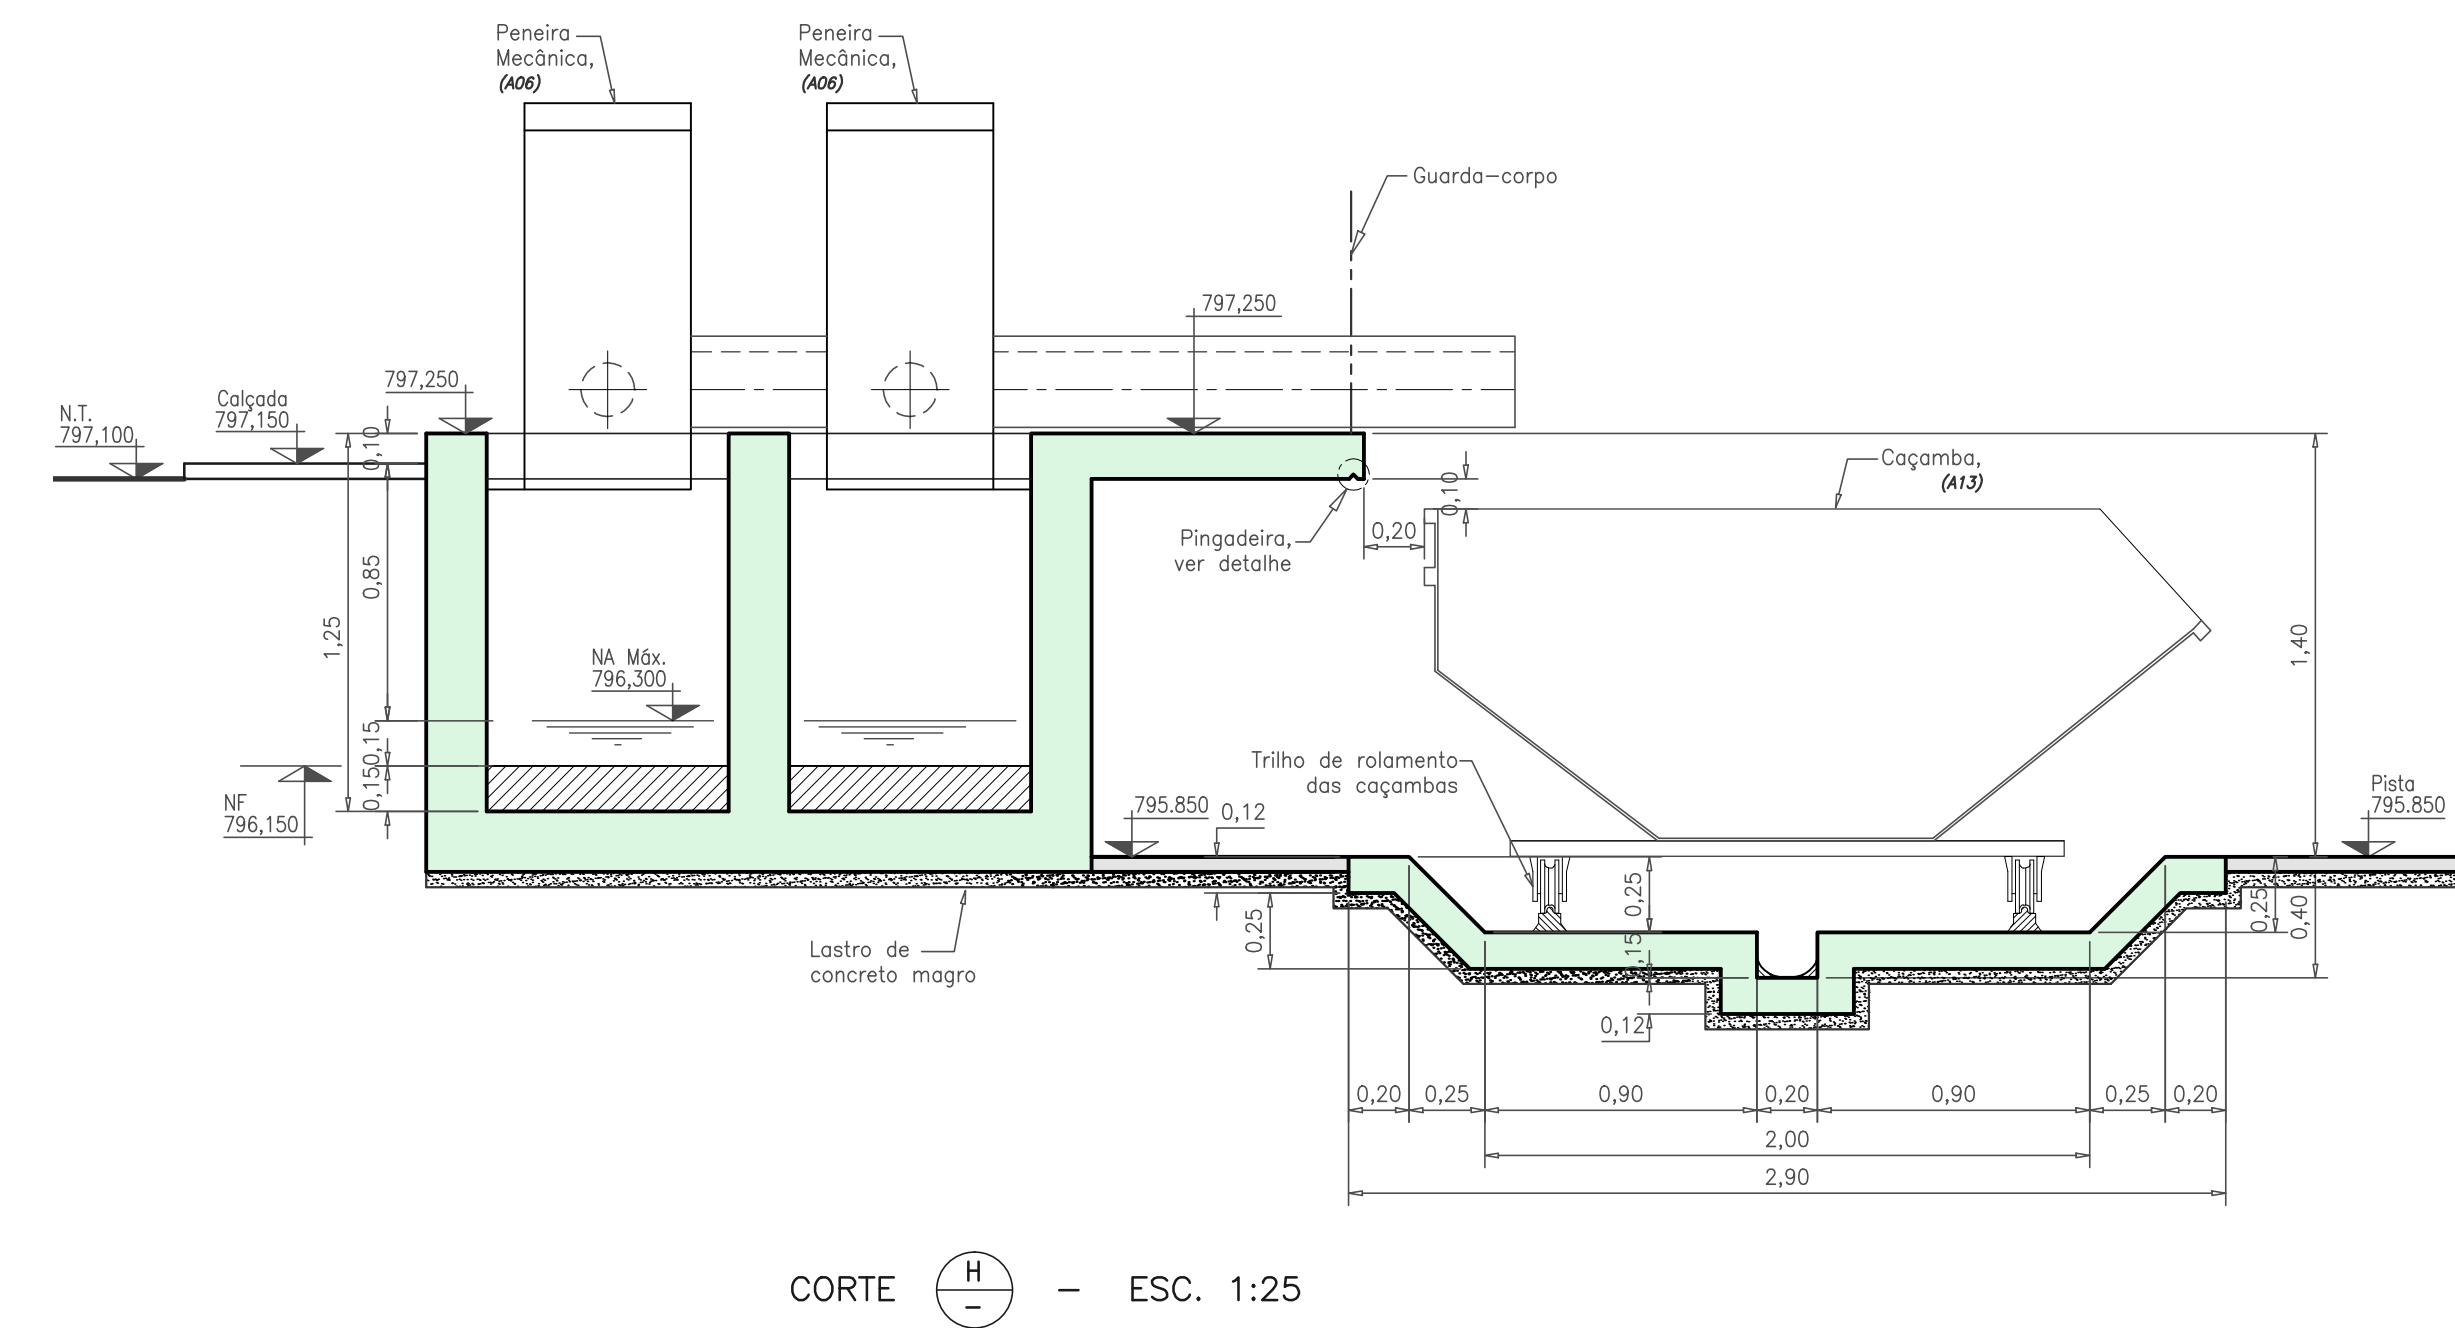 Peneira
Mecânica,
(A06)
Peneira
Mecânica,
(A06)
Guarda-corpo
797,250
797,250
Calçada
797,150
N.T.
797,100
0,10
Caçamba,
(A13)
0,10
0,20
Pingadeira,
ver detalhe
0,85
1,25
1,40
NA Máx.
796,300
0,15
0,15
NF
796,150
Trilho de rolamento
das caçambas
795.850
0,12
Pista
795.850
0,25
0,25
0,25
0,40
0,15
0,12
Lastro de
concreto magro
0,20
0,25
0,90
0,20
0,90
0,25
0,20
2,00
2,90
CORTE H - - ESC. 1:25